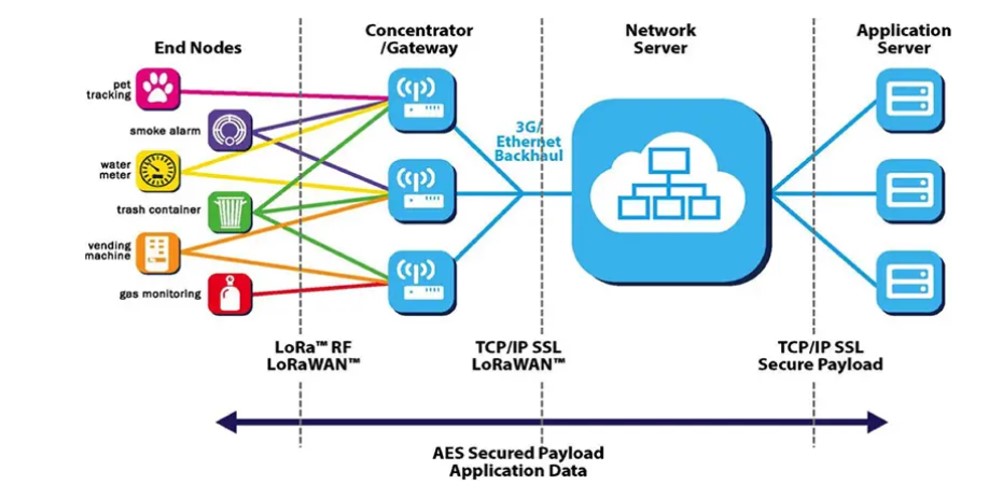 End Nodes
Concentrator
/Gateway
Network
Server
Application
Server
pet
tracking
smoke alarm
water
meter
trash container
vending
machine
gas monitoring
3G/
Ethernet
Backhaul
LoRa™ RF
LoRaWAN™
TCP/IP SSL
LoRaWAN™
TCP/IP SSL
Secure Payload
AES Secured Payload
Application Data